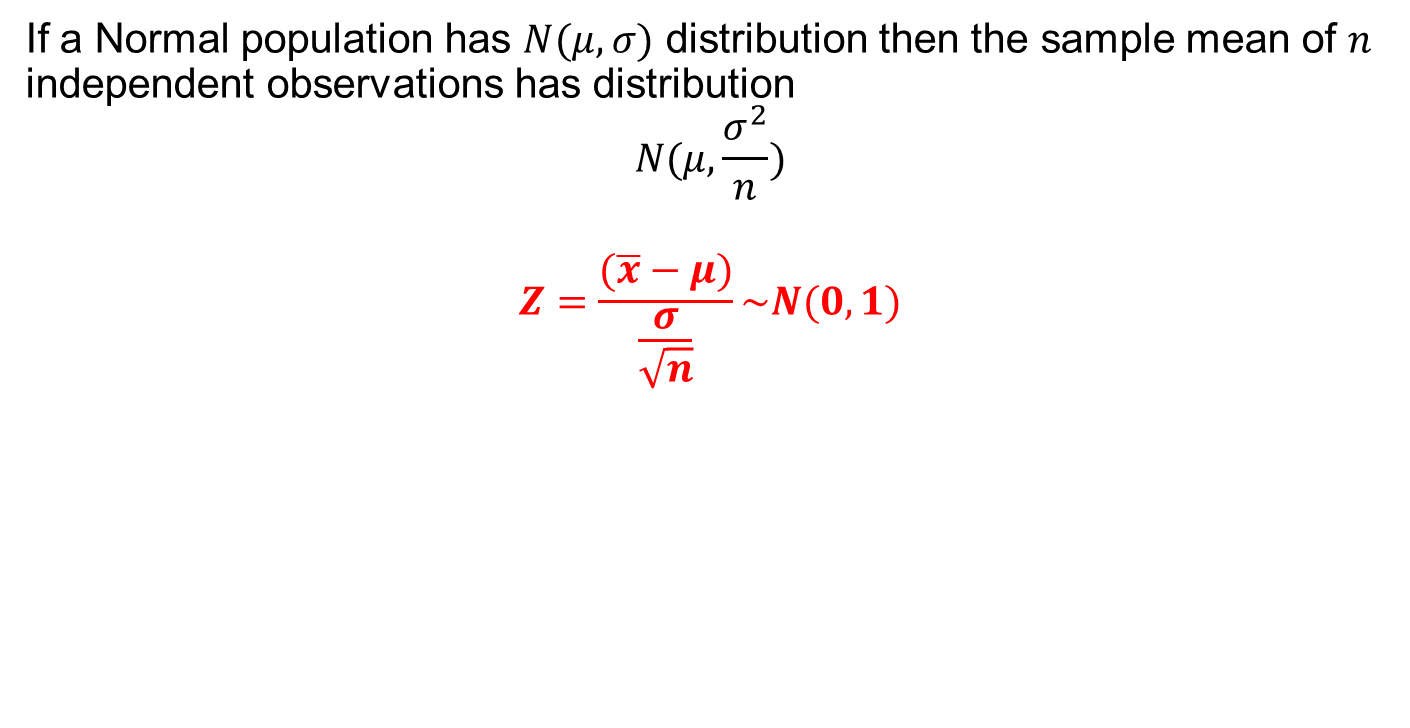 If a Normal population has N(μ, σ) distribution then the sample mean of n
independent observations has distribution
N(μ, σ²/n)
Z = (x̅ − μ) / (σ/√n) ~N(0, 1)